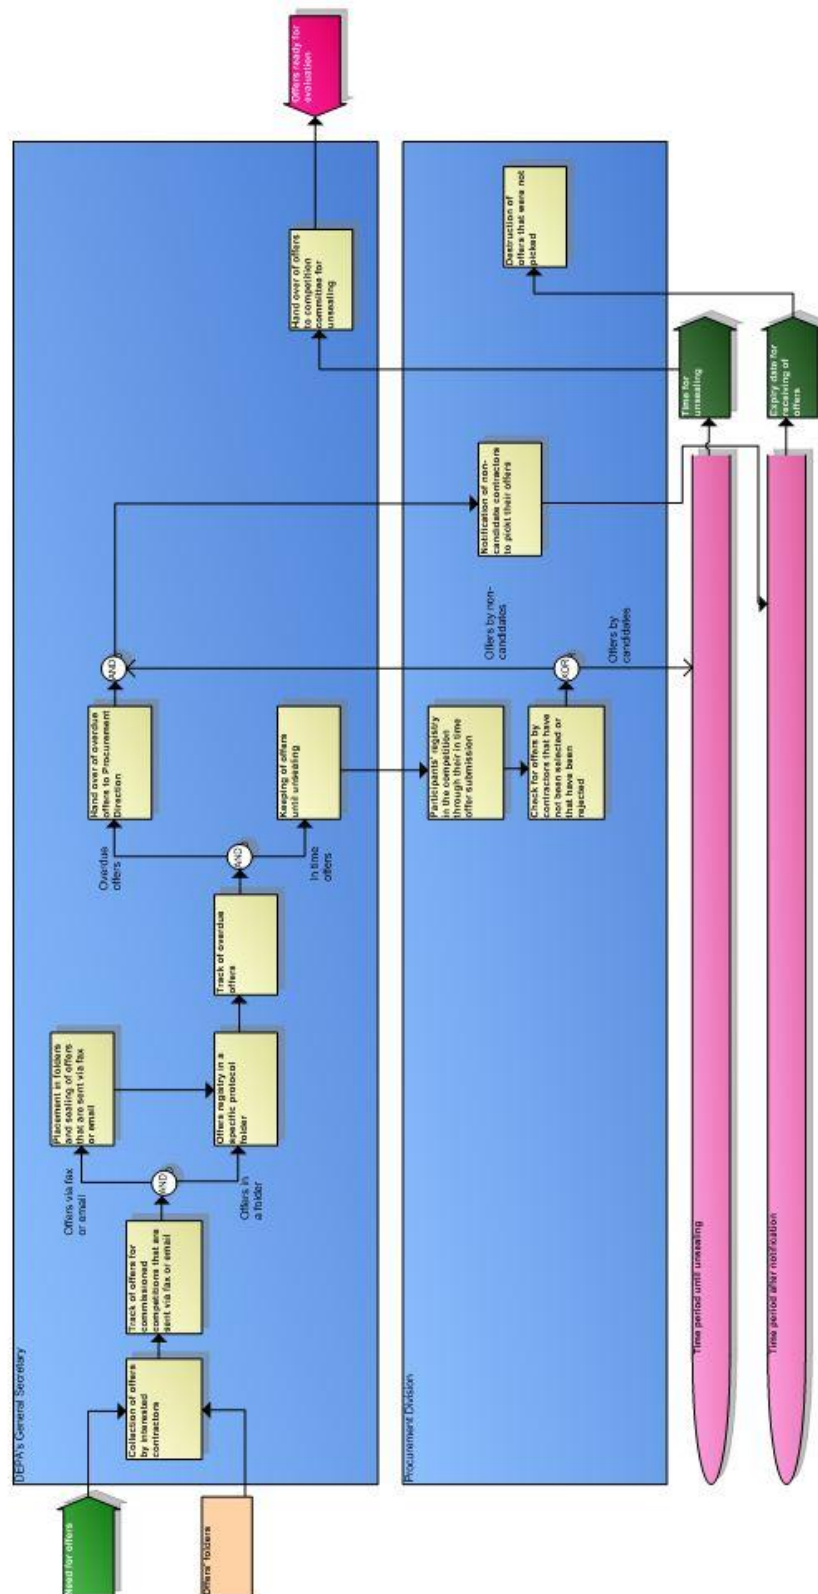 Need for offers
Offers' folders
DEPA's General Secretary
Collection of offers
by interested
contractors
Track of offers for
commissioned
competitions that are
sent via fax or email
AND
Offers via fax
or email
Offers in
a folder
Placement in folders
and sealing of offers
that are sent via fax
or email
Offers registry in a
specific protocol
folder
Track of overdue
offers
AND
Overdue
offers
In time
offers
Hand over of overdue
offers to Procurement
Direction
Keeping of offers
until unsealing
AND
Hand over of offers
to competition
committee for
unsealing
Offers ready for
evaluation
Procurement Division
Participants' registry
in the competition
through their in time
offer submission
Check for offers by
contractors that have
not been selected or
that have been
rejected
XOR
Offers by non-
candidates
Offers by
candidates
Notification of non-
candidate contractors
to pickt their offers
Destruction of
offers that were not
picked
Time period until unsealing
Time for
unsealing
Time period after notification
Expiry date for
receiving of
offers